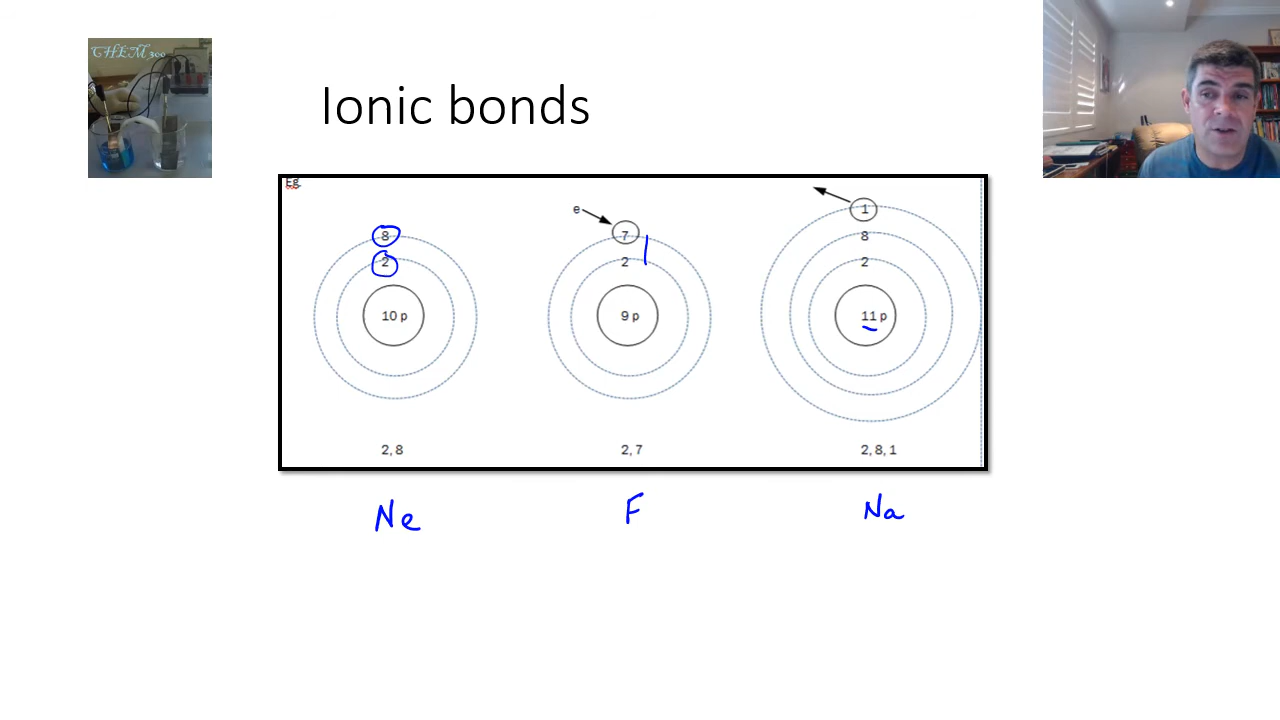 CHEM 300
Ionic bonds
Eg
8
2
10 p
2, 8
e
7
2
9 p
2, 7
1
8
2
11 p
2, 8, 1
Ne
F
Na